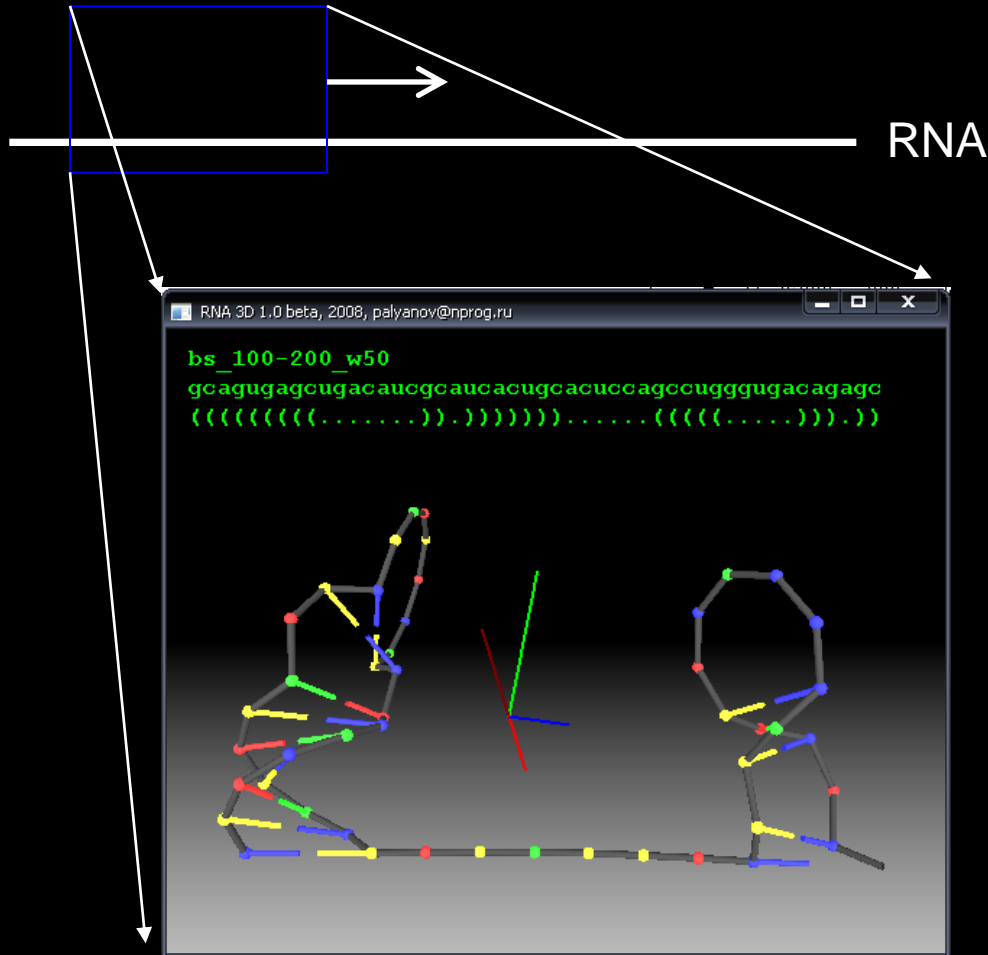 RNA
RNA 3D 1.0 beta, 2008, palyanov@nprog.ru
bs_100-200_w50
gcagugagcugacaucgcaucacugcacuccagccugggugacagagc
(((((((((.......)).)))))))......(((((.....))).))